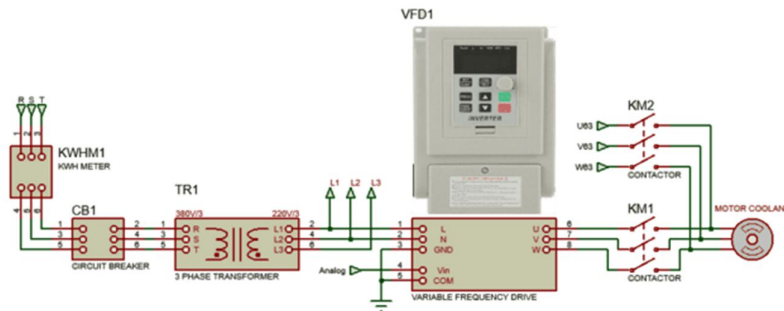 VFD1
INVERTER
R S T
KWHM1
KWH METER
1 2 3
4 5 6
CB1
1 2
3 4
5 6
CIRCUIT BREAKER
TR1
380V/3 220V/3
1 R L1 2
3 S L2 4
5 T L3 6
3 PHASE TRANSFORMER
L1 L2 L3
1 L U 6
2 N V 7
3 GND W 8
Analog 4 Vin
5 COM
VARIABLE FREQUENCY DRIVE
KM2
U63
V63
W63
CONTACTOR
KM1
CONTACTOR
MOTOR COOLAN